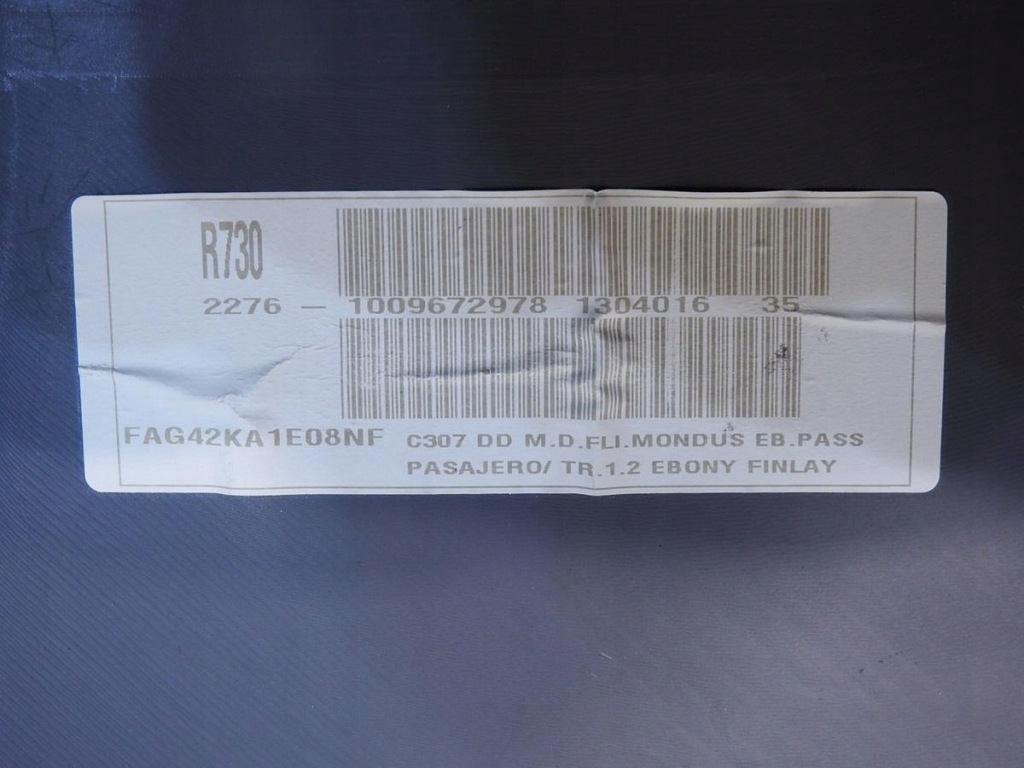 R730
2276 - 1009672978 1304016 35
FAG42KA1E08NF C307 DD M.D.FLI.MONDUS EB.PASS
PASAJERO/ TR.1.2 EBONY FINLAY